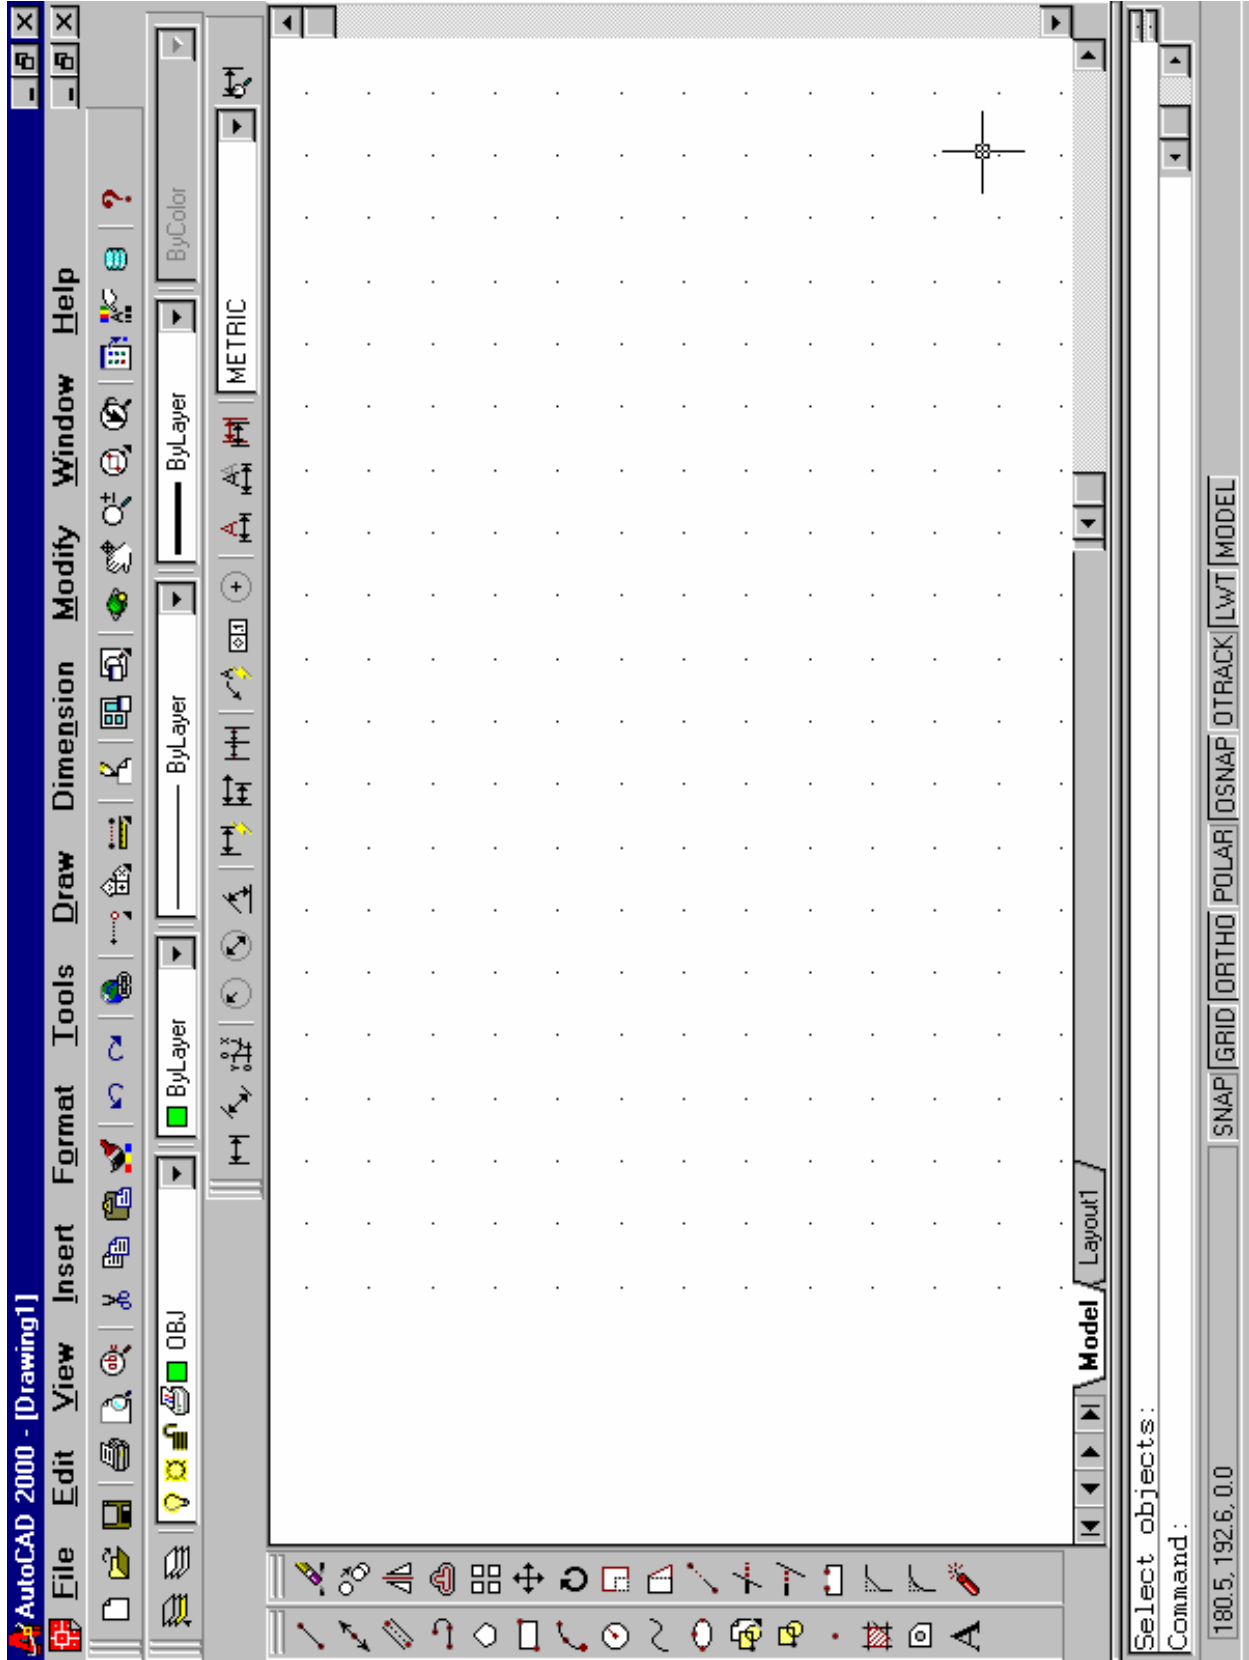 AutoCAD 2000 - [Drawing1]
File Edit View Insert Format Tools Draw Dimension Modify Window Help
OBJ ByLayer ByLayer ByLayer ByColor
METRIC
Model Layout1
Select objects:
Command:
180.5, 192.6, 0.0 SNAP GRID ORTHO POLAR OSNAP OTRACK LWT MODEL